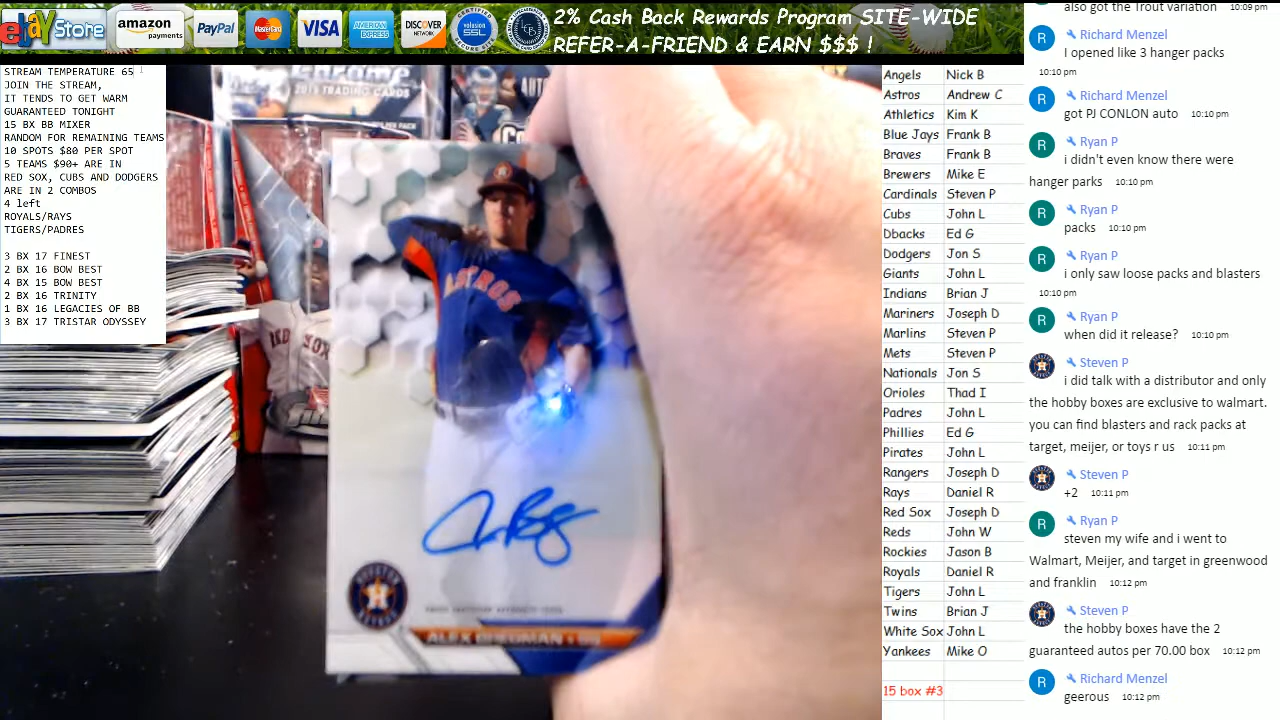 ebay Store
amazon
payments
PayPal
MasterCard
VISA
AMERICAN EXPRESS
DISCOVER NETWORK
CERTIFIED
volusion
SSL
SECURE SITE
2% Cash Back Rewards Program SITE-WIDE
REFER-A-FRIEND & EARN $$$ !
STREAM TEMPERATURE 65
JOIN THE STREAM,
IT TENDS TO GET WARM
GUARANTEED TONIGHT
15 BX BB MIXER
RANDOM FOR REMAINING TEAMS
10 SPOTS $80 PER SPOT
5 TEAMS $90+ ARE IN
RED SOX, CUBS AND DODGERS
ARE IN 2 COMBOS
4 left
ROYALS/RAYS
TIGERS/PADRES
3 BX 17 FINEST
2 BX 16 BOW BEST
4 BX 15 BOW BEST
2 BX 16 TRINITY
1 BX 16 LEGACIES OF BB
3 BX 17 TRISTAR ODYSSEY
Chrome
TRADING CARDS
RED SOX
ASTROS
ALEX BREGMAN
Angels Nick B
Astros Andrew C
Athletics Kim K
Blue Jays Frank B
Braves Frank B
Brewers Mike E
Cardinals Steven P
Cubs John L
Dbacks Ed G
Dodgers Jon S
Giants John L
Indians Brian J
Mariners Joseph D
Marlins Steven P
Mets Steven P
Nationals Jon S
Orioles Thad I
Padres John L
Phillies Ed G
Pirates John L
Rangers Joseph D
Rays Daniel R
Red Sox Joseph D
Reds John W
Rockies Jason B
Royals Daniel R
Tigers John L
Twins Brian J
White Sox John L
Yankees Mike O
15 box #3
also got the Trout variation 10:09 pm
R Richard Menzel
I opened like 3 hanger packs
10:10 pm
R Richard Menzel
got PJ CONLON auto 10:10 pm
R Ryan P
i didn't even know there were
hanger parks 10:10 pm
R Ryan P
packs 10:10 pm
R Ryan P
i only saw loose packs and blasters
10:10 pm
R Ryan P
when did it release? 10:10 pm
Steven P
i did talk with a distributor and only
the hobby boxes are exclusive to walmart.
you can find blasters and rack packs at
target, meijer, or toys r us 10:11 pm
Steven P
+2 10:11 pm
R Ryan P
steven my wife and i went to
Walmart, Meijer, and target in greenwood
and franklin 10:12 pm
Steven P
the hobby boxes have the 2
guaranteed autos per 70.00 box 10:12 pm
R Richard Menzel
geerous 10:12 pm